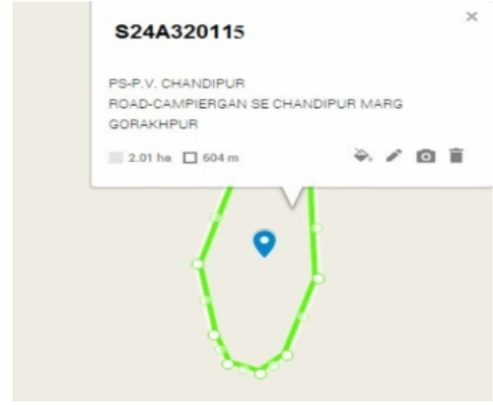 S24A320115
PS-P.V. CHANDIPUR
ROAD-CAMPIERGAN SE CHANDIPUR MARG
GORAKHPUR
2.01 ha 604 m